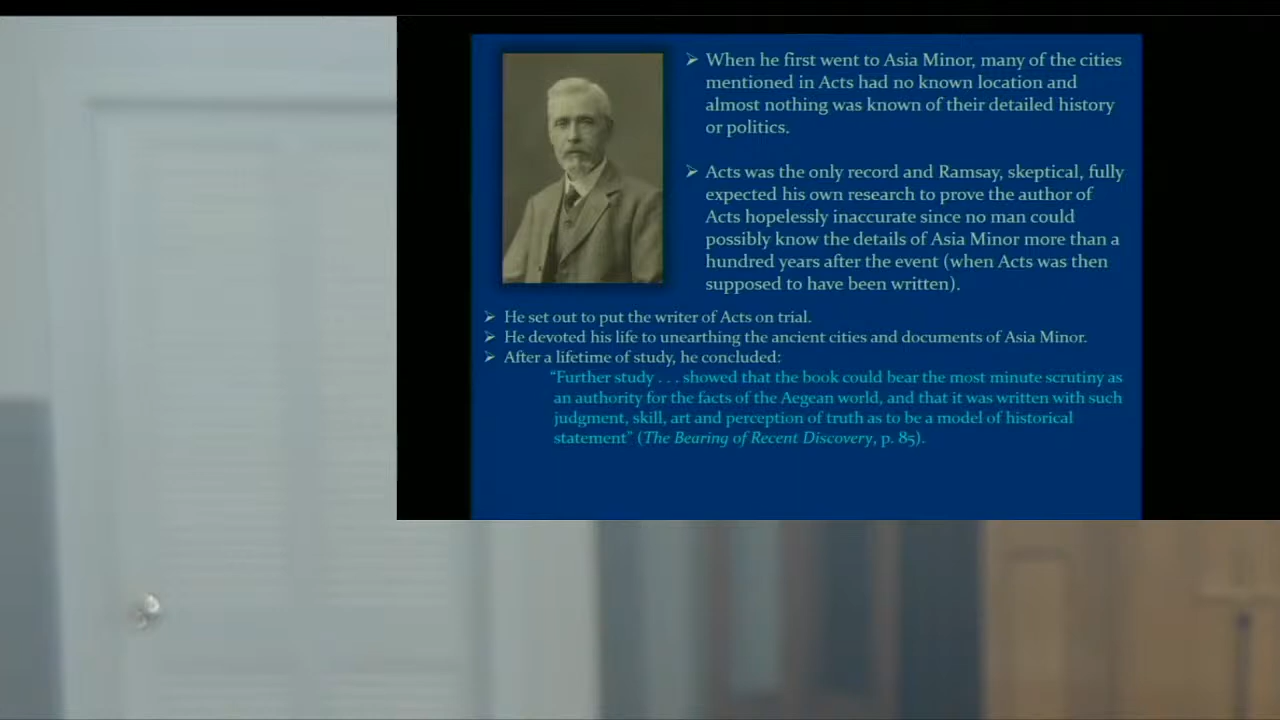 ➢ When he first went to Asia Minor, many of the cities
mentioned in Acts had no known location and
almost nothing was known of their detailed history
or politics.
➢ Acts was the only record and Ramsay, skeptical, fully
expected his own research to prove the author of
Acts hopelessly inaccurate since no man could
possibly know the details of Asia Minor more than a
hundred years after the event (when Acts was then
supposed to have been written).
➢ He set out to put the writer of Acts on trial.
➢ He devoted his life to unearthing the ancient cities and documents of Asia Minor.
➢ After a lifetime of study, he concluded:
“Further study . . . showed that the book could bear the most minute scrutiny as
an authority for the facts of the Aegean world, and that it was written with such
judgment, skill, art and perception of truth as to be a model of historical
statement” (The Bearing of Recent Discovery, p. 85).